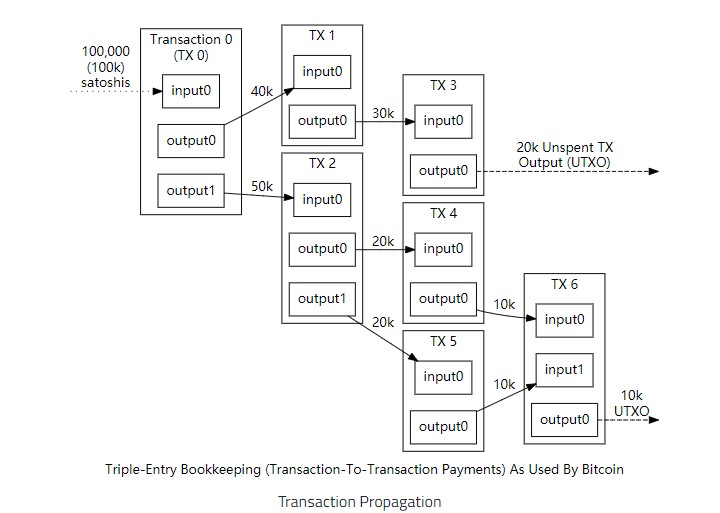 100,000
(100k)
satoshis
Transaction 0
(TX 0)
input0
output0
output1
40k
50k
TX 1
input0
output0
30k
TX 2
input0
output0
output1
20k
20k
TX 3
input0
output0
20k Unspent TX
Output (UTXO)
TX 4
input0
output0
10k
TX 5
input0
output0
10k
TX 6
input0
input1
output0
10k
UTXO
Triple-Entry Bookkeeping (Transaction-To-Transaction Payments) As Used By Bitcoin
Transaction Propagation